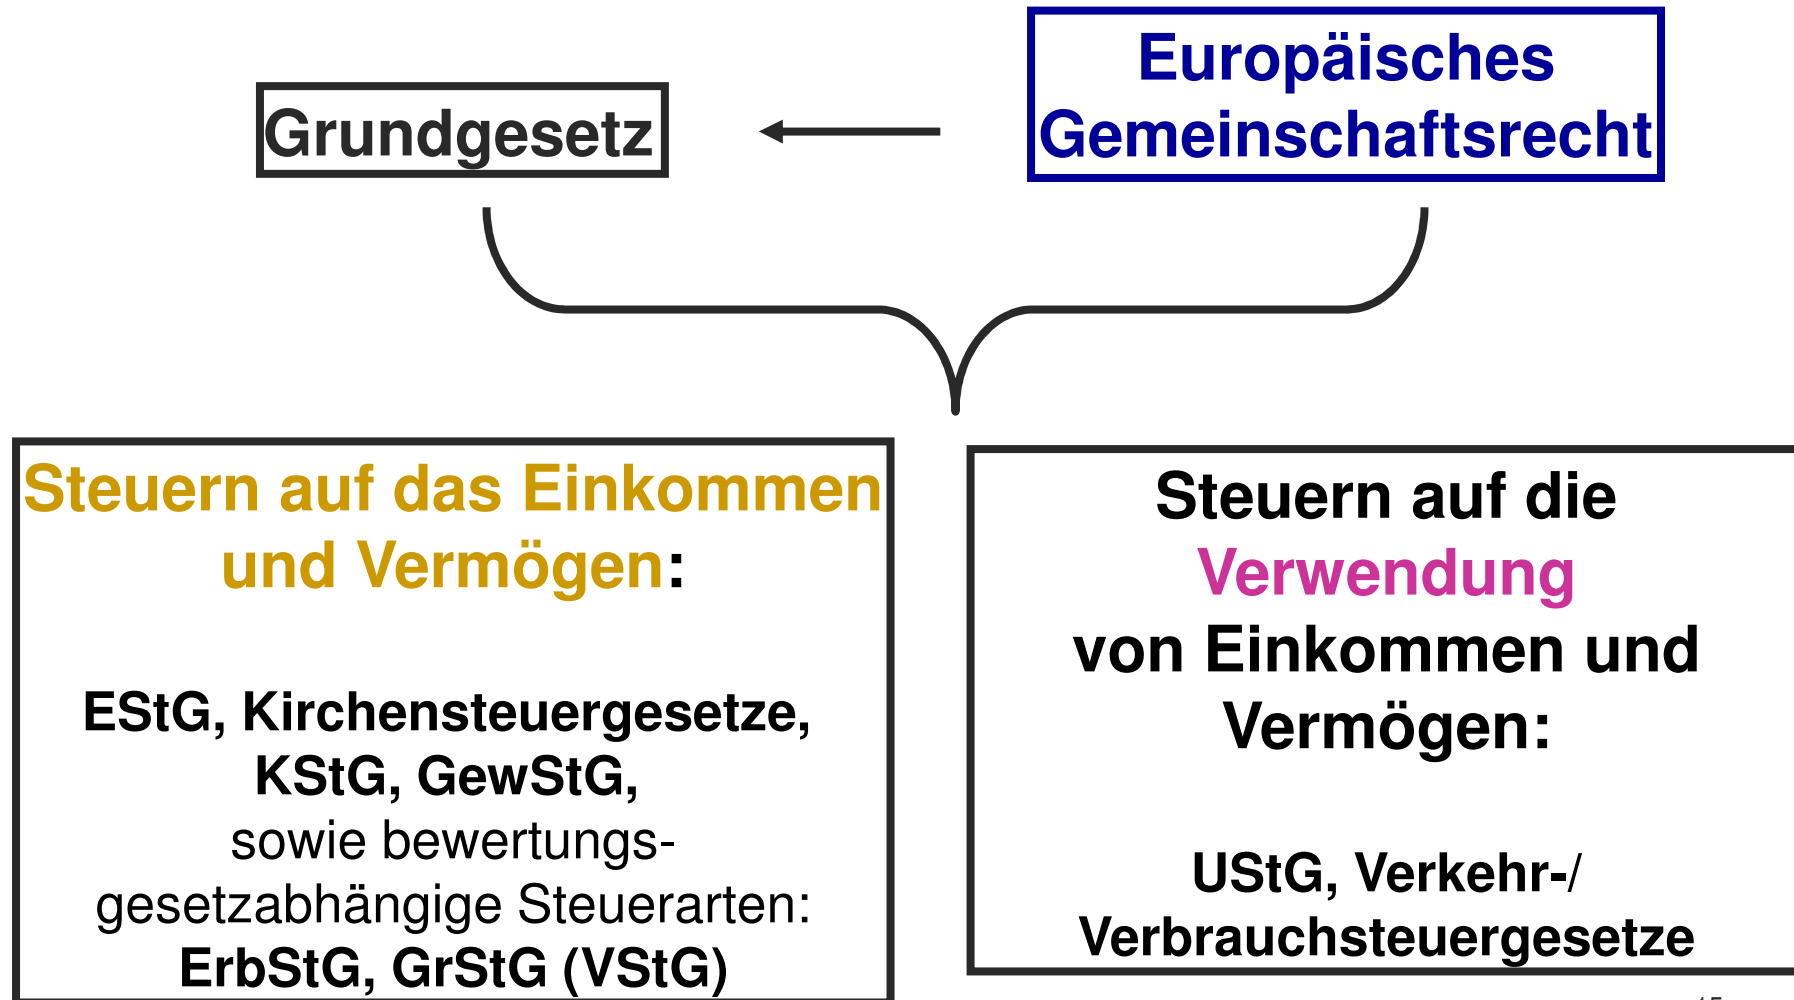 Grundgesetz
Europäisches
Gemeinschaftsrecht
Steuern auf das Einkommen
und Vermögen:
EStG, Kirchensteuergesetze,
KStG, GewStG,
sowie bewertungs-
gesetzabhängige Steuerarten:
ErbStG, GrStG (VStG)
Steuern auf die
Verwendung
von Einkommen und
Vermögen:
UStG, Verkehr-/
Verbrauchsteuergesetze